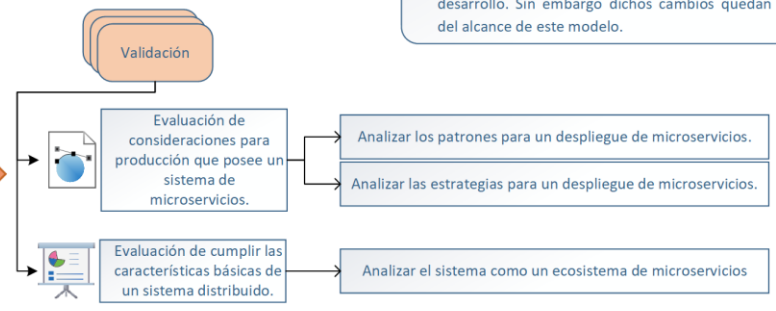 desarrollo. Sin embargo dichos cambios quedan
del alcance de este modelo.
Validación
Evaluación de
consideraciones para
producción que posee un
sistema de
microservicios.
Analizar los patrones para un despliegue de microservicios.
Analizar las estrategias para un despliegue de microservicios.
Evaluación de cumplir las
características básicas de
un sistema distribuido.
Analizar el sistema como un ecosistema de microservicios